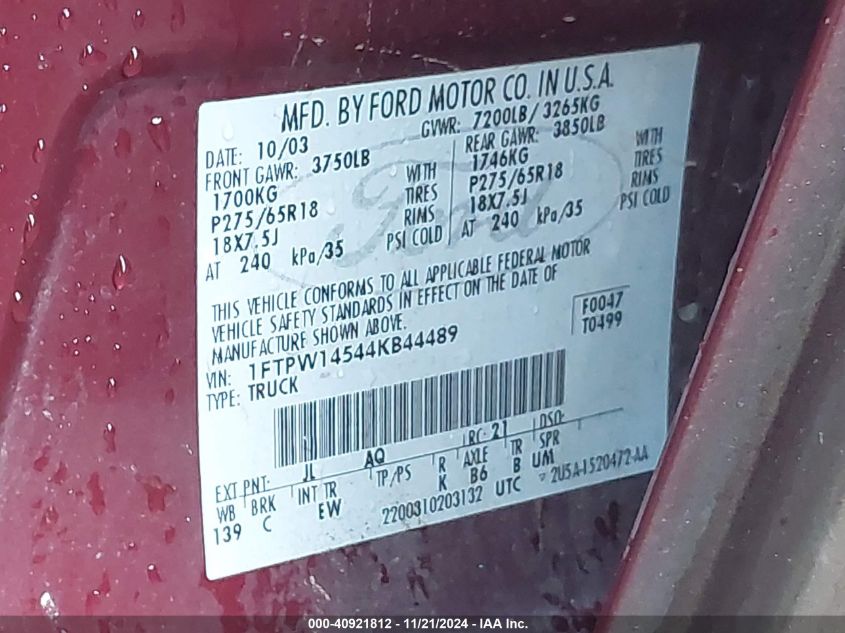 MFD. BY FORD MOTOR CO. IN U.S.A.
DATE: 10/03 GVWR: 7200LB/ 3265KG
FRONT GAWR: 3750LB REAR GAWR: 3850LB
1700KG WITH 1746KG WITH
P275/65R18 TIRES P275/65R18 TIRES
18X7.5J RIMS 18X7.5J RIMS
AT 240 kPa/35 PSI COLD AT 240 kPa/35 PSI COLD
Ford
THIS VEHICLE CONFORMS TO ALL APPLICABLE FEDERAL MOTOR
VEHICLE SAFETY STANDARDS IN EFFECT ON THE DATE OF
MANUFACTURE SHOWN ABOVE.
F0047
T0499
VIN: 1FTPW14544KB44489
TYPE: TRUCK
EXT PNT: JL AQ RC: 21 DSO:
WB BRK INT TR TP/PS R AXLE TR SPR
139 C EW K B6 B UM
2200310203132 UTC 2U5A-1520472-AA
000-40921812 - 11/21/2024 - IAA Inc.